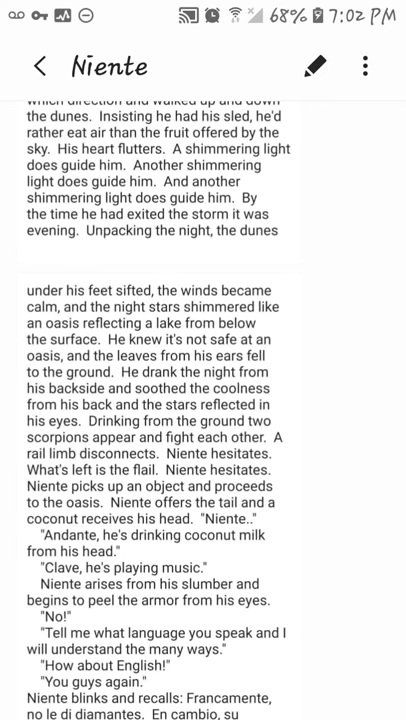 68% 7:02 PM
Niente
which direction and walked up and down
the dunes.  Insisting he had his sled, he'd
rather eat air than the fruit offered by the
sky.  His heart flutters.  A shimmering light
does guide him.  Another shimmering
light does guide him.  And another
shimmering light does guide him.  By
the time he had exited the storm it was
evening.  Unpacking the night, the dunes
under his feet sifted, the winds became
calm, and the night stars shimmered like
an oasis reflecting a lake from below
the surface.  He knew it's not safe at an
oasis, and the leaves from his ears fell
to the ground.  He drank the night from
his backside and soothed the coolness
from his back and the stars reflected in
his eyes.  Drinking from the ground two
scorpions appear and fight each other.  A
rail limb disconnects.  Niente hesitates.
What's left is the flail.  Niente hesitates.
Niente picks up an object and proceeds
to the oasis.  Niente offers the tail and a
coconut receives his head.  "Niente.."
"Andante, he's drinking coconut milk
from his head."
"Clave, he's playing music."
Niente arises from his slumber and
begins to peel the armor from his eyes.
"No!"
"Tell me what language you speak and I
will understand the many ways."
"How about English!"
"You guys again."
Niente blinks and recalls: Francamente,
no le di diamantes.  En cambio, su